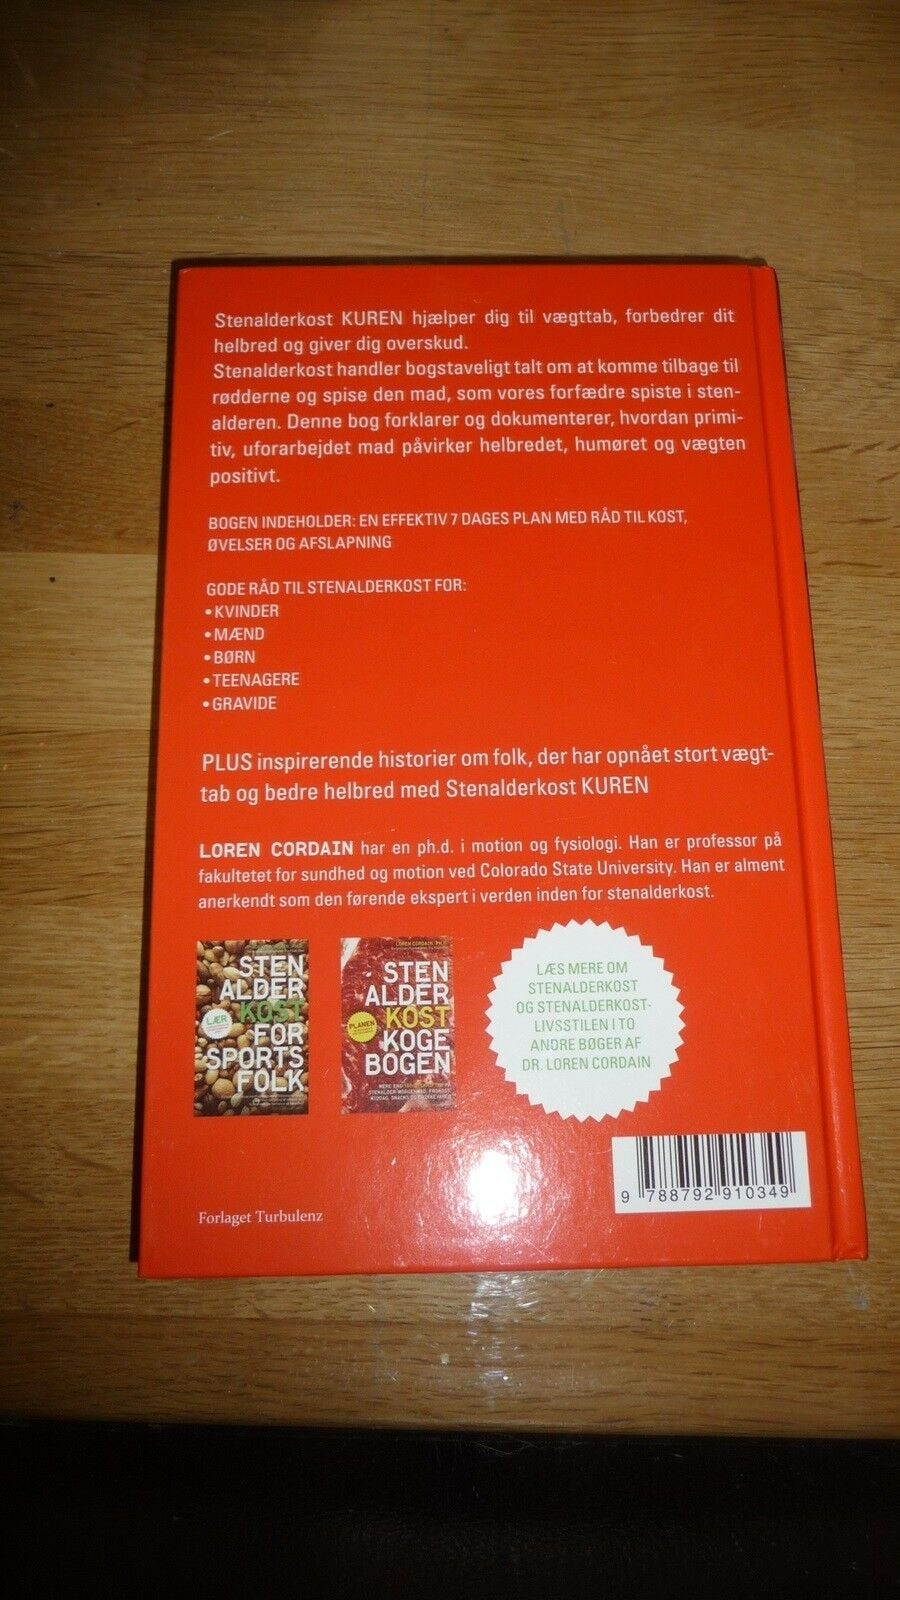 Stenalderkost KUREN hjælper dig til vægttab, forbedrer dit
helbred og giver dig overskud.
Stenalderkost handler bogstaveligt talt om at komme tilbage til
rødderne og spise den mad, som vores forfædre spiste i sten-
alderen. Denne bog forklarer og dokumenterer, hvordan primi-
tiv, uforarbejdet mad påvirker helbredet, humøret og vægten
positivt.
BOGEN INDEHOLDER: EN EFFEKTIV 7 DAGES PLAN MED RÅD TIL KOST,
ØVELSER OG AFSLAPNING
GODE RÅD TIL STENALDERKOST FOR:
• KVINDER
• MÆND
• BØRN
• TEENAGERE
• GRAVIDE
PLUS inspirerende historier om folk, der har opnået stort vægt-
tab og bedre helbred med Stenalderkost KUREN
LOREN CORDAIN har en ph.d. i motion og fysiologi. Han er professor på
fakultetet for sundhed og motion ved Colorado State University. Han er alment
anerkendt som den førende ekspert i verden inden for stenalderkost.
STEN
ALDER
KOST
LÆR
FOR
SPORTS
FOLK
LOREN CORDAIN, PH.D.
STEN
ALDER
KOST
PLANEN
KOGE
BOGEN
LÆS MERE OM
STENALDERKOST
OG STENALDERKOST-
LIVSSTILEN I TO
ANDRE BØGER AF
DR. LOREN CORDAIN
9 788792 910349
Forlaget Turbulenz